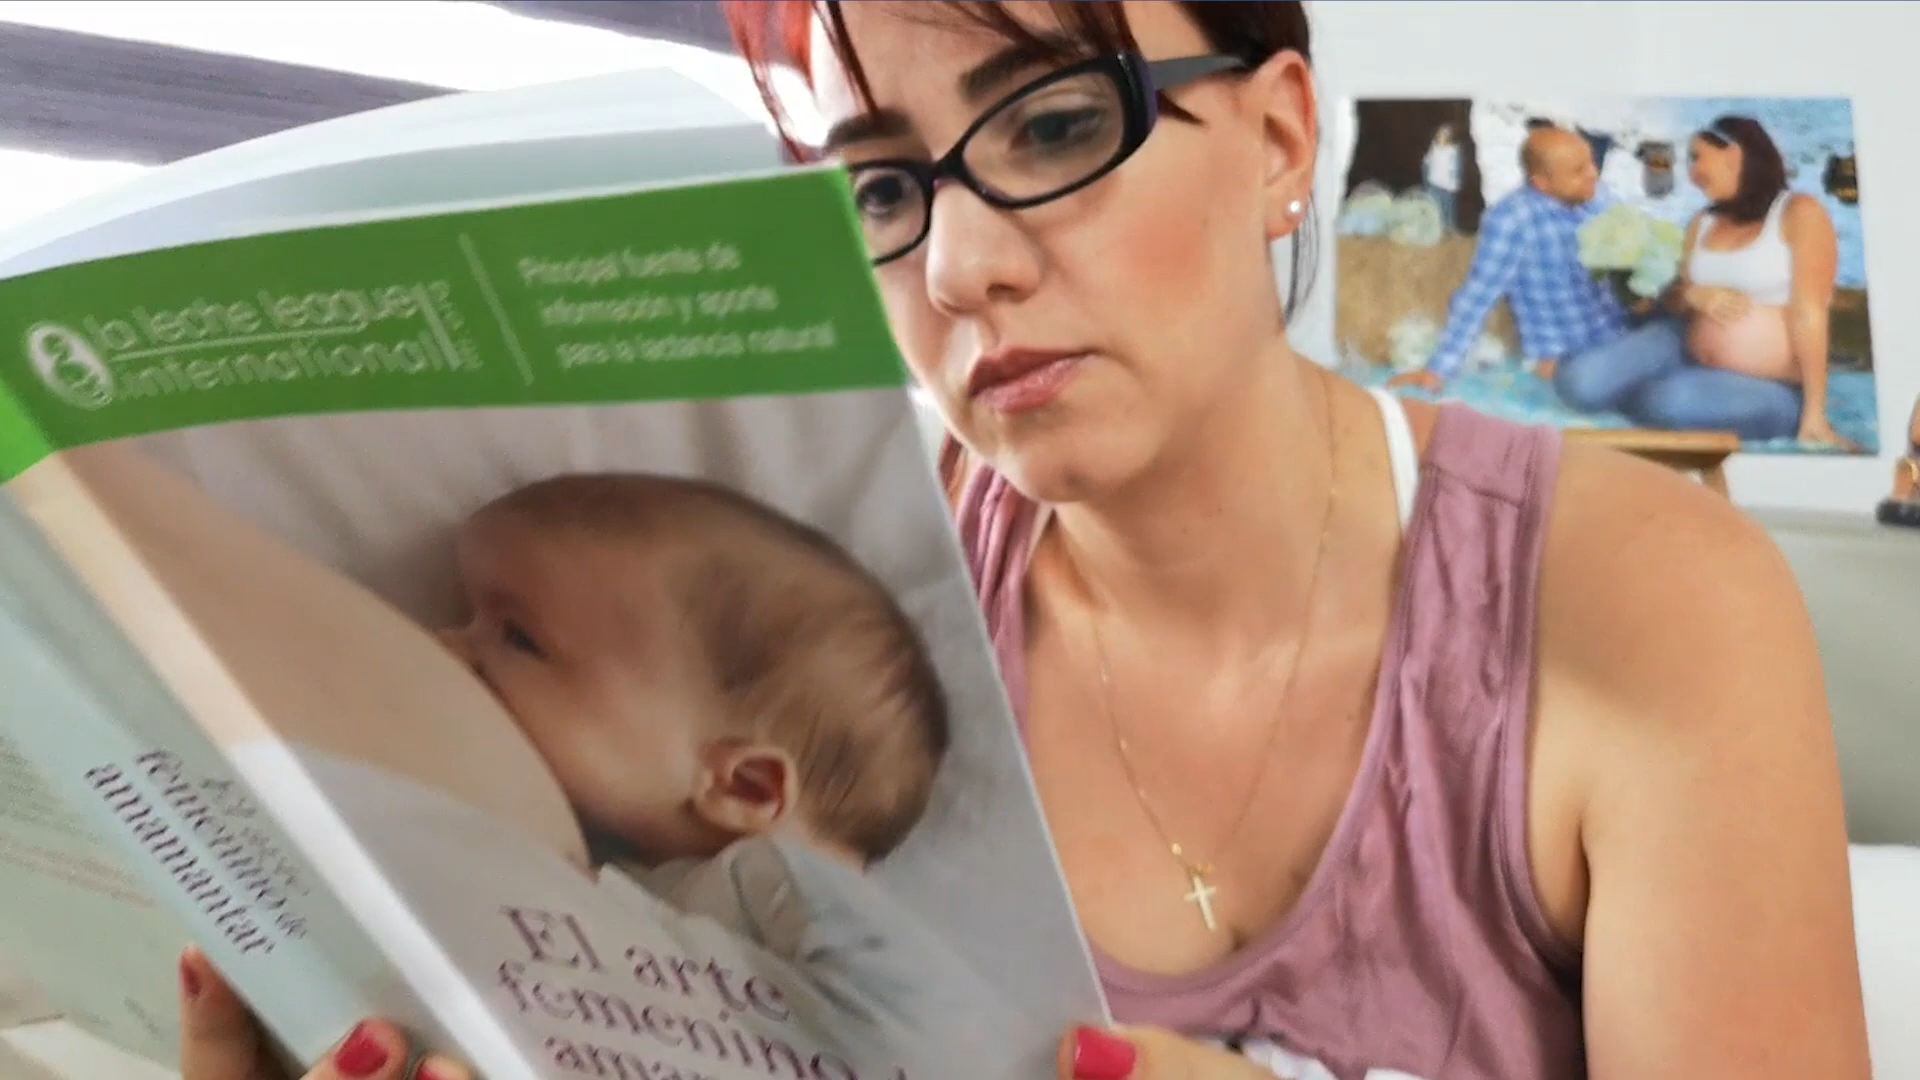 la leche league
international
Principal fuente de
información y aporte
para la lactancia natural
El arte
femenino de
amamantar
El arte
femenino